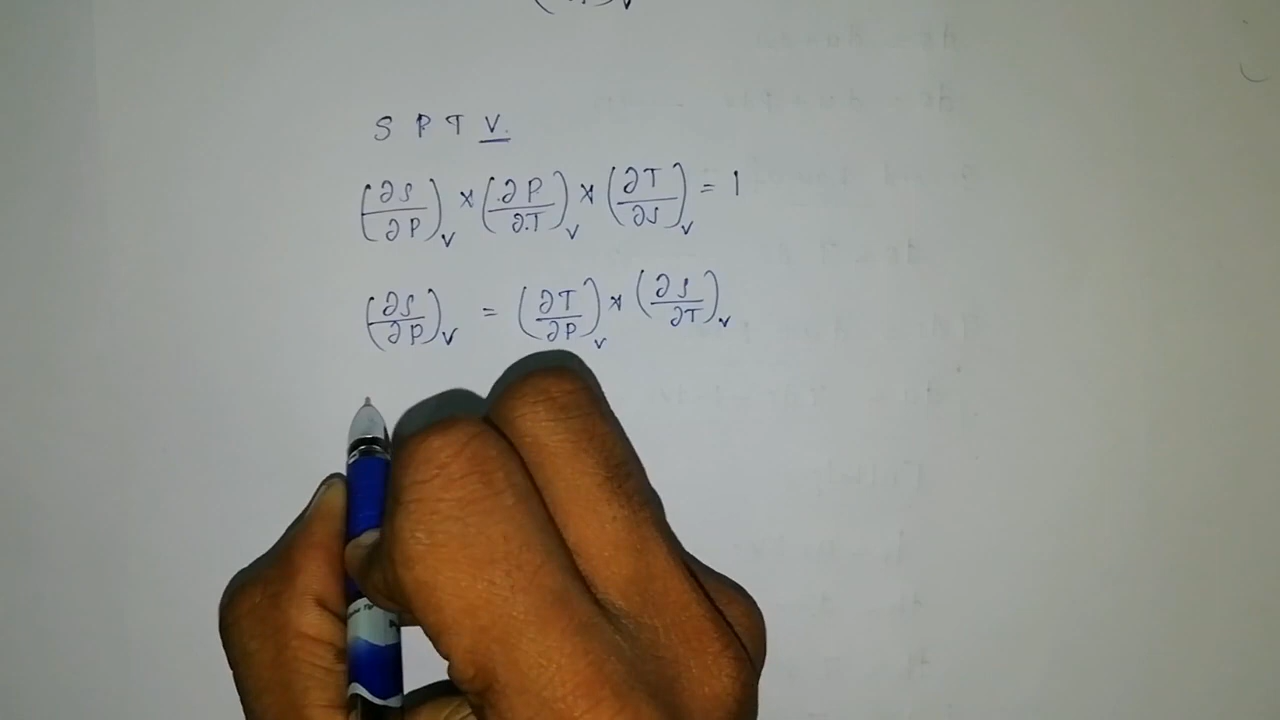 S P T V.
(∂S/∂P)_V × (∂P/∂T)_V × (∂T/∂S)_V = 1
(∂S/∂P)_V = (∂T/∂P)_V × (∂S/∂T)_V